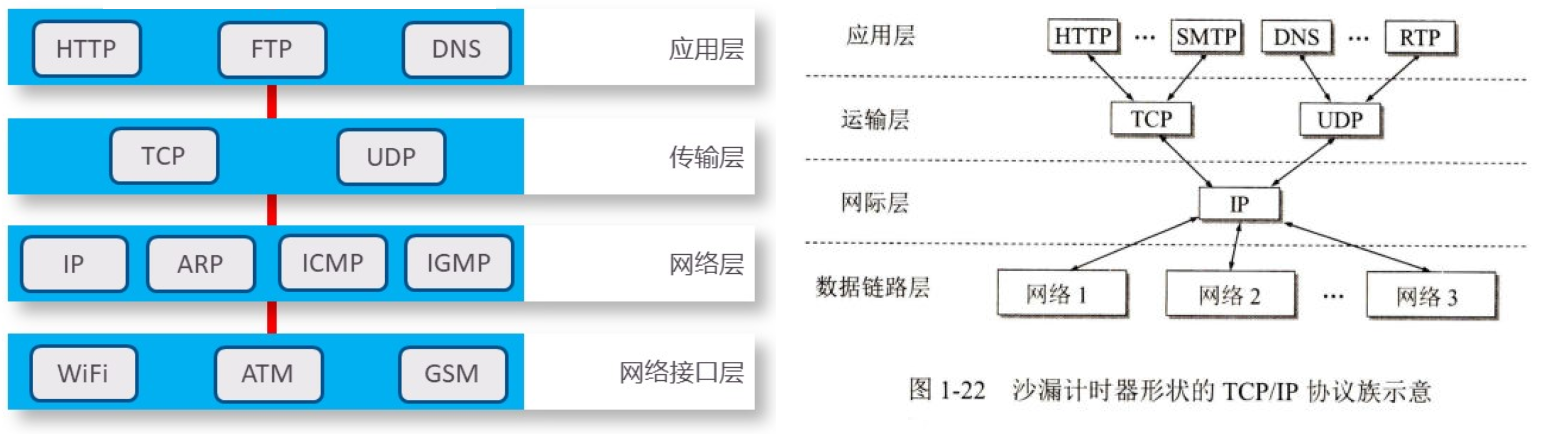 HTTP FTP DNS 应用层
TCP UDP 传输层
IP ARP ICMP IGMP 网络层
WiFi ATM GSM 网络接口层
应用层 HTTP … SMTP DNS … RTP
运输层 TCP UDP
网际层 IP
数据链路层 网络 1 网络 2 … 网络 3
图 1-22 沙漏计时器形状的 TCP/IP 协议族示意